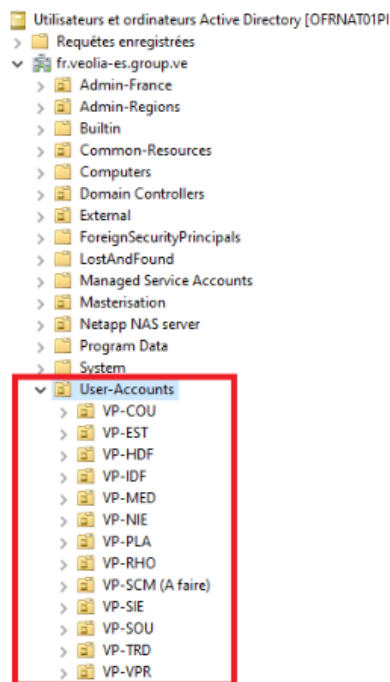 Utilisateurs et ordinateurs Active Directory [OFRNAT01PI
Requêtes enregistrées
fr.veolia-es.group.ve
Admin-France
Admin-Regions
Builtin
Common-Resources
Computers
Domain Controllers
External
ForeignSecurityPrincipals
LostAndFound
Managed Service Accounts
Masterisation
Netapp NAS server
Program Data
System
User-Accounts
VP-COU
VP-EST
VP-HDF
VP-IDF
VP-MED
VP-NIE
VP-PLA
VP-RHO
VP-SCM (A faire)
VP-SIE
VP-SOU
VP-TRD
VP-VPR